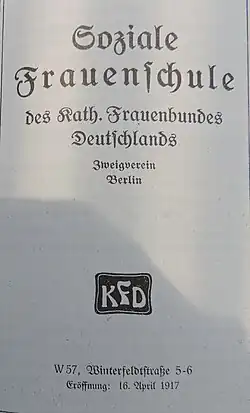 Soziale
Frauenschule
des Kath. Frauenbundes
Deutschlands
Zweigverein
Berlin
KFD
W 57, Winterfeldtstraße 5-6
Eröffnung: 16. April 1917